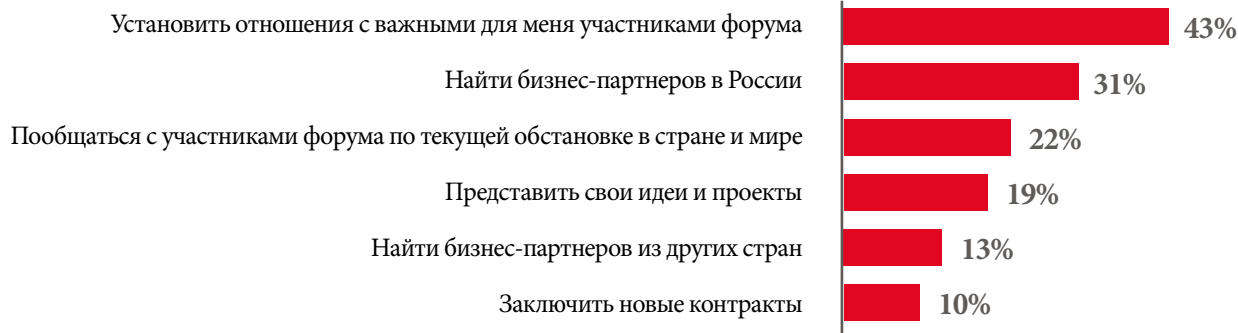 Установить отношения с важными для меня участниками форума 43%
Найти бизнес-партнеров в России 31%
Пообщаться с участниками форума по текущей обстановке в стране и мире 22%
Представить свои идеи и проекты 19%
Найти бизнес-партнеров из других стран 13%
Заключить новые контракты 10%